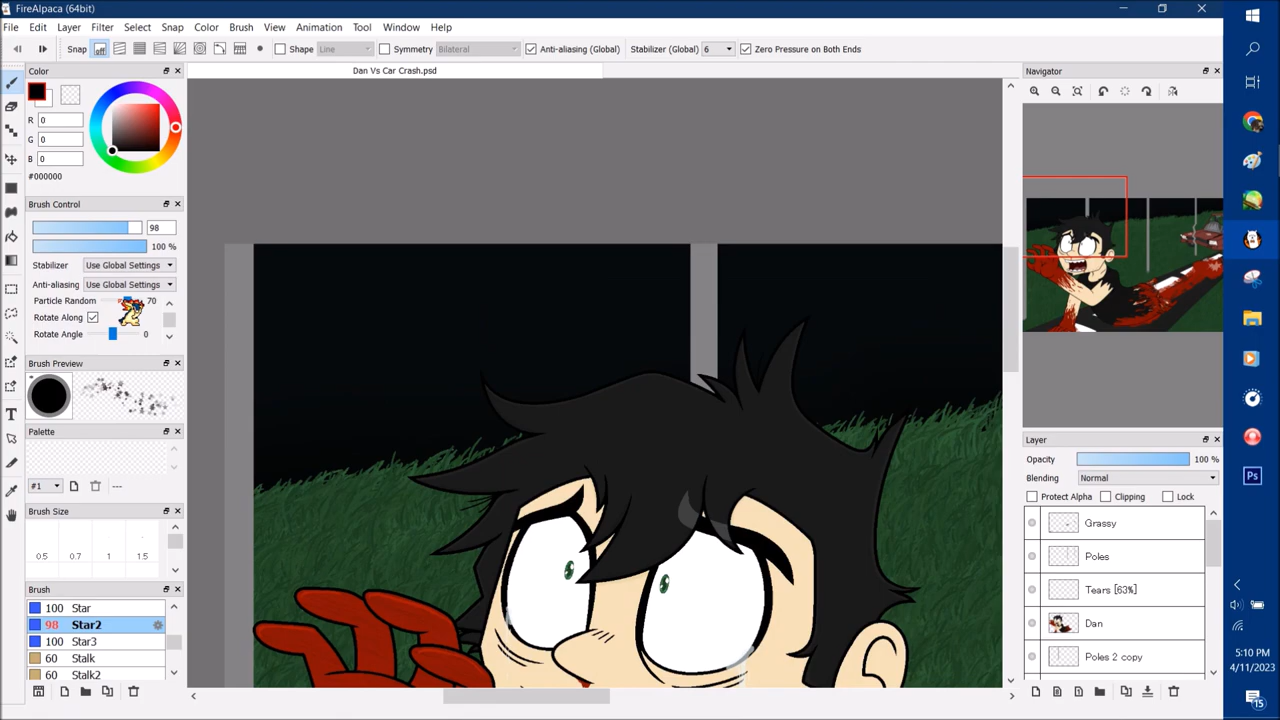 FireAlpaca (64bit)
File Edit Layer Filter Select Snap Color View Animation Tool Window Help
Snap off Shape Line Symmetry Bilateral Anti-aliasing (Global) Stabilizer (Global) 6 Zero Pressure on Both Ends
Color
Dan Vs Car Crash.psd
Navigator
R 0
G 0
B 0
#000000
Brush Control
98
100 %
Stabilizer Use Global Settings
Anti-aliasing Use Global Settings
Particle Random 70
Rotate Along
Rotate Angle 0
Brush Preview
Palette
#1 ---
Brush Size
0.5 0.7 1 1.5
Brush
100 Star
98 Star2
100 Star3
60 Stalk
60 Stalk2
Layer
Opacity 100 %
Blending Normal
Protect Alpha Clipping Lock
Grassy
Poles
Tears [63%]
Dan
Poles 2 copy
T
Ps
5:10 PM
4/11/2023
15